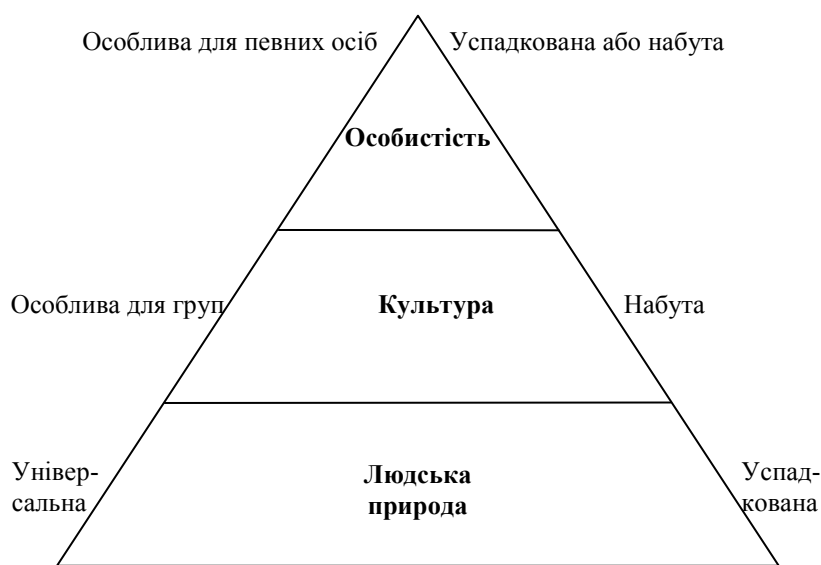 Особлива для певних осіб
Успадкована або набута
Особистість
Особлива для груп
Культура
Набута
Універ-
сальна
Людська
природа
Успад-
кована